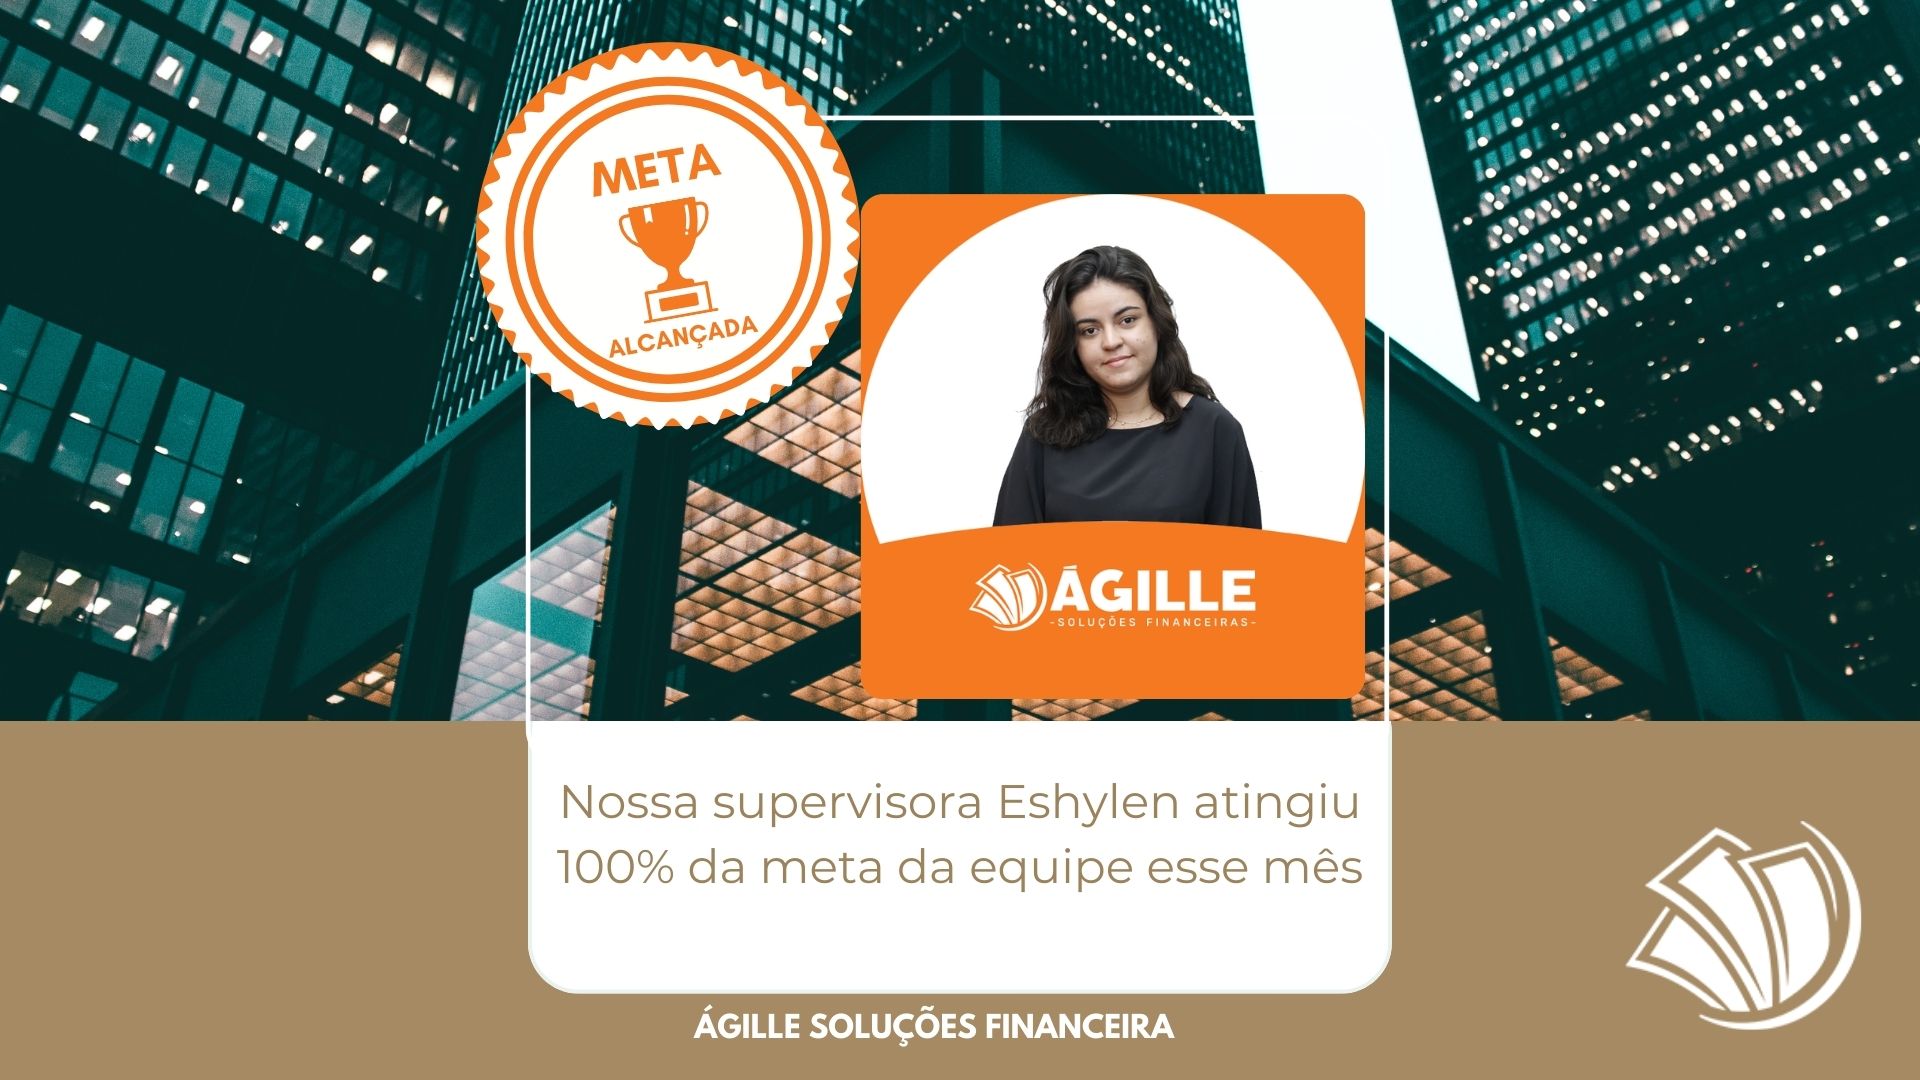 META
ALCANÇADA
ÁGILLE
-SOLUÇÕES FINANCEIRAS-
Nossa supervisora Eshylen atingiu
100% da meta da equipe esse mês
ÁGILLE SOLUÇÕES FINANCEIRA